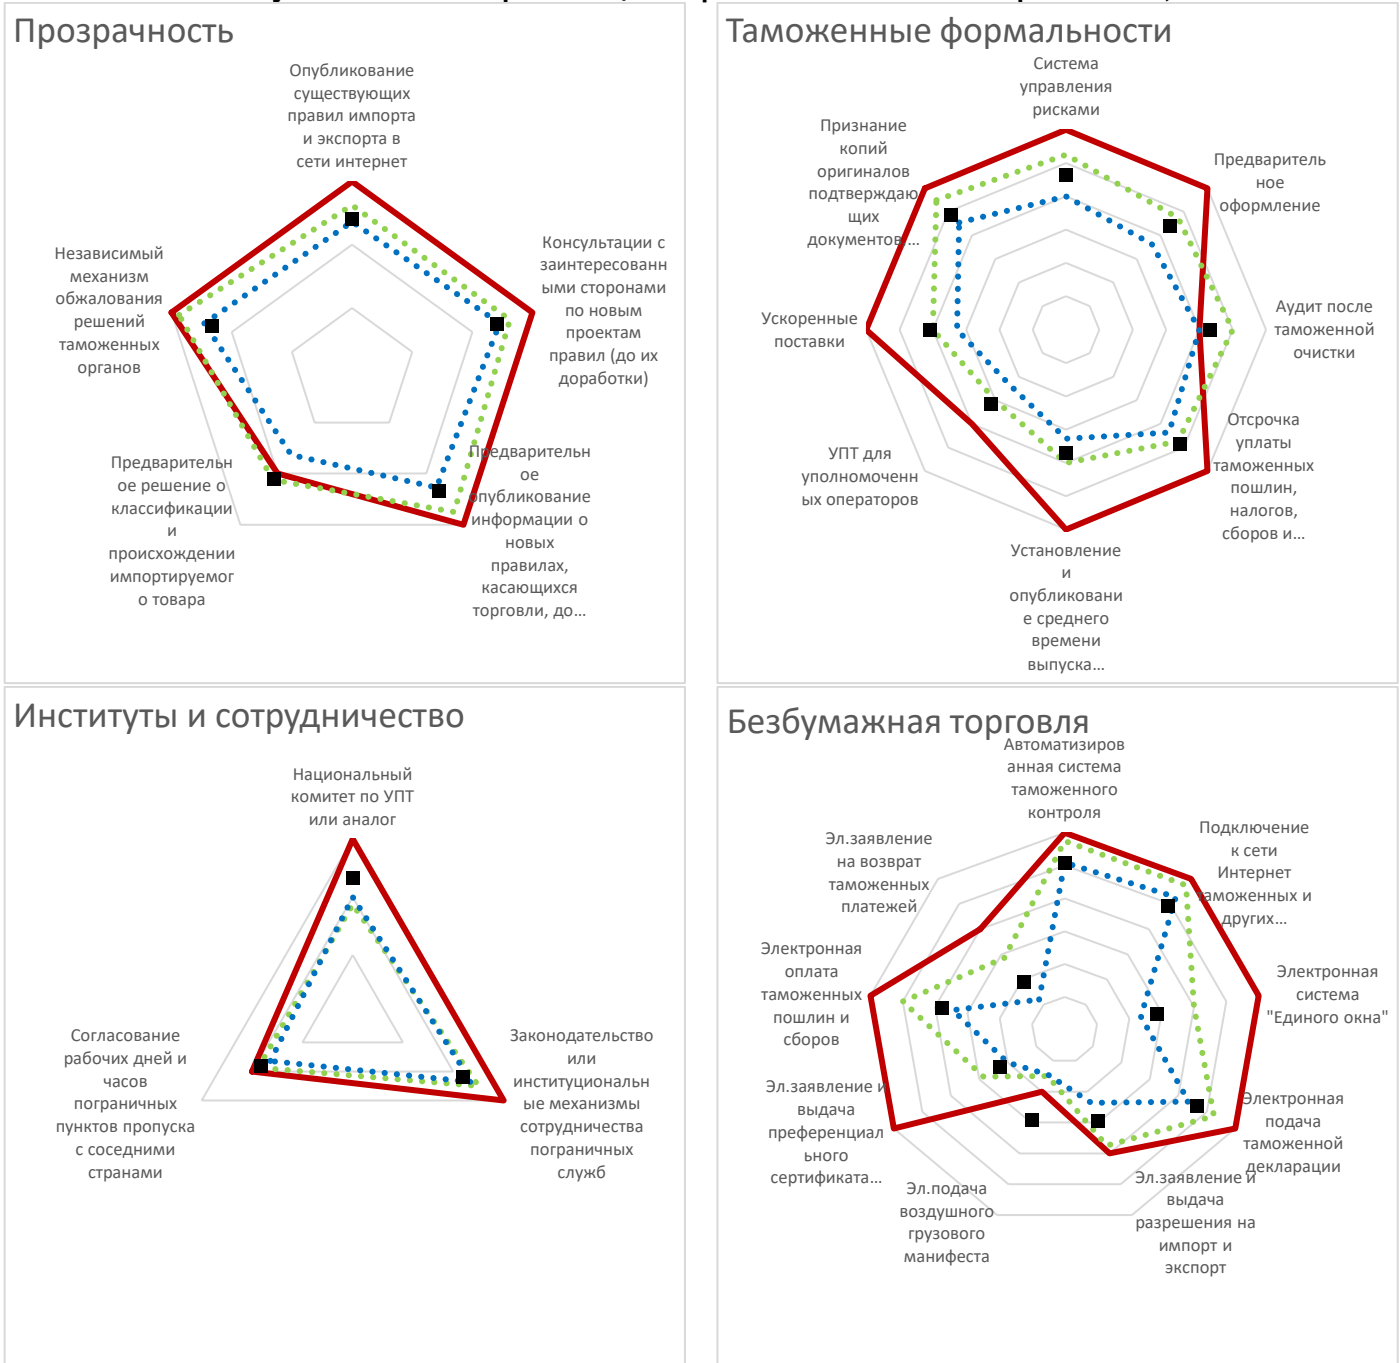 Прозрачность
Опубликование
существующих
правил импорта
и экспорта в
сети интернет
Консультации с
заинтересованн
ыми сторонами
по новым
проектам
правил (до их
доработки)
Предварительн
ое
опубликование
информации о
новых
правилах,
касающихся
торговли, до…
Предварительн
ое решение о
классификации
и
происхождении
импортируемог
о товара
Независимый
механизм
обжалования
решений
таможенных
органов
Таможенные формальности
Система
управления
рисками
Предваритель
ное
оформление
Аудит после
таможенной
очистки
Отсрочка
уплаты
таможенных
пошлин,
налогов,
сборов и…
Установление
и
опубликовани
е среднего
времени
выпуска…
УПТ для
уполномоченн
ых операторов
Ускоренные
поставки
Признание
копий
оригиналов
подтверждаю
щих
документов,…
Институты и сотрудничество
Национальный
комитет по УПТ
или аналог
Законодательство
или
институциональн
ые механизмы
сотрудничества
пограничных
служб
Согласование
рабочих дней и
часов
пограничных
пунктов пропуска
с соседними
странами
Безбумажная торговля
Автоматизиров
анная система
таможенного
контроля
Подключение
к сети
Интернет
таможенных и
других…
Электронная
система
"Единого окна"
Электронная
подача
таможенной
декларации
Эл.заявление и
выдача
разрешения на
импорт и
экспорт
Эл.подача
воздушного
грузового
манифеста
Эл.заявление и
выдача
преференциал
ьного
сертификата…
Электронная
оплата
таможенных
пошлин и
сборов
Эл.заявление
на возврат
таможенных
платежей